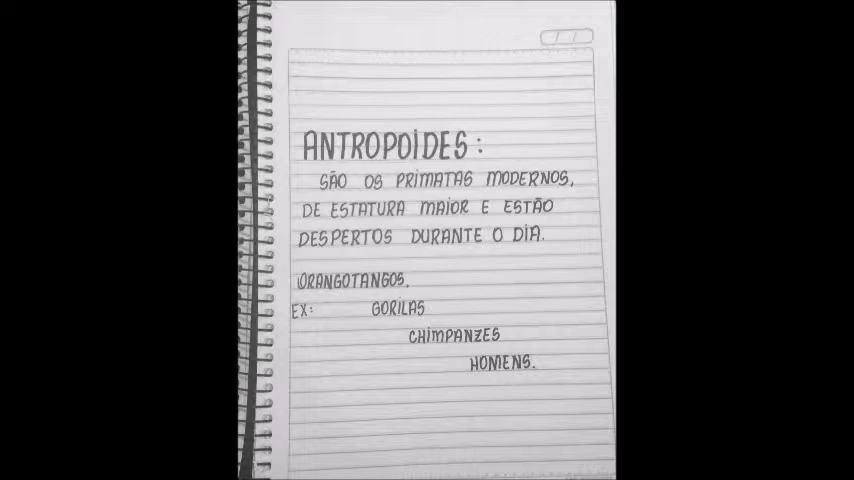 ANTROPOIDES:
SÃO OS PRIMATAS MODERNOS,
DE ESTATURA MAIOR E ESTÃO
DESPERTOS DURANTE O DIA.
ORANGOTANGOS.
EX: GORILAS
CHIMPANZES
HOMENS.